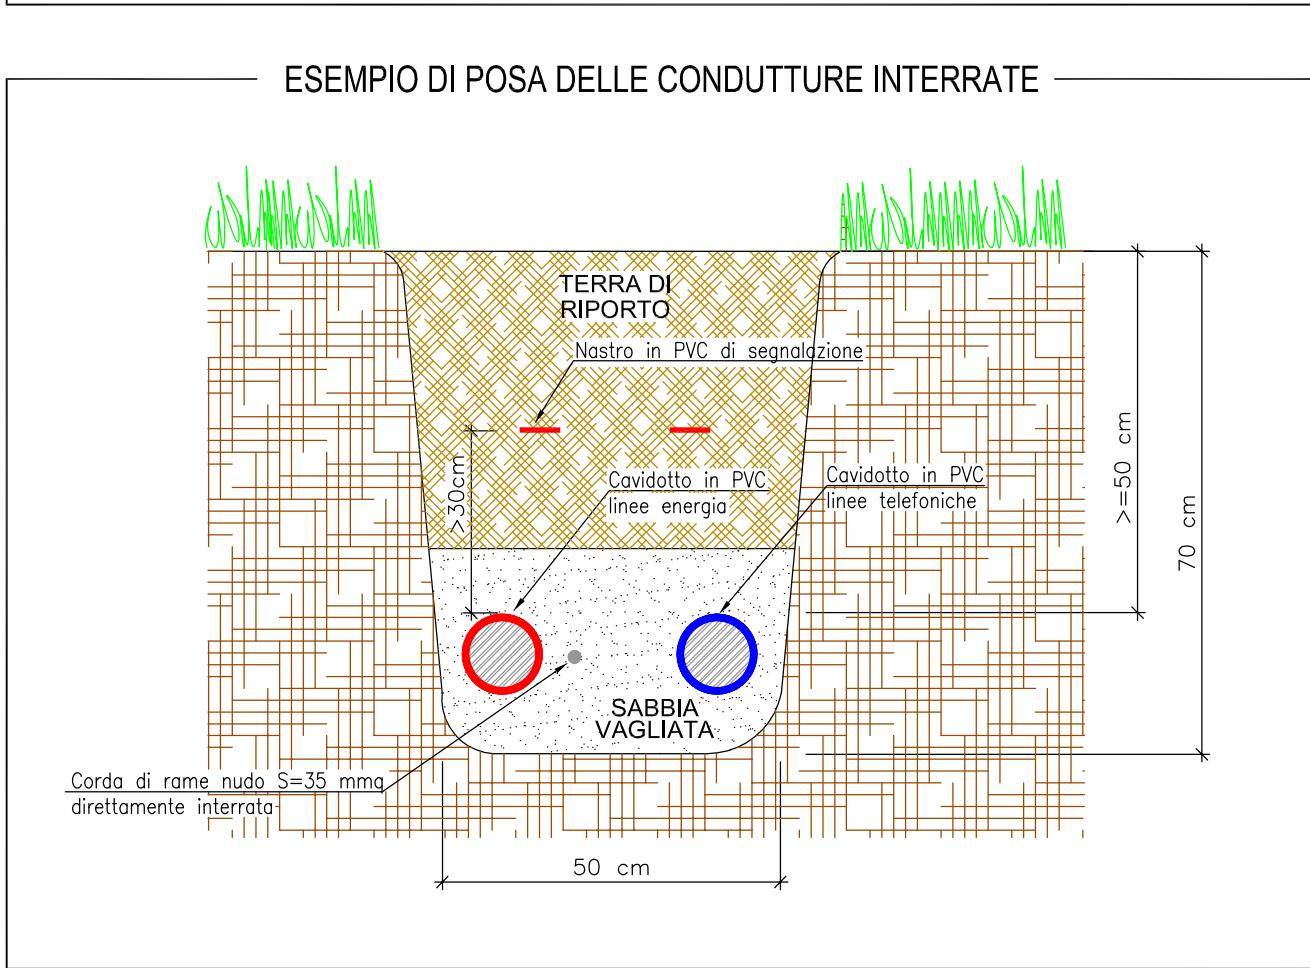 ESEMPIO DI POSA DELLE CONDUTTURE INTERRATE
TERRA DI
RIPORTO
Nastro in PVC di segnalazione
>30cm
Cavidotto in PVC
linee energia
Cavidotto in PVC
linee telefoniche
>=50 cm
70 cm
SABBIA
VAGLIATA
Corda di rame nudo S=35 mmq
direttamente interrata
50 cm